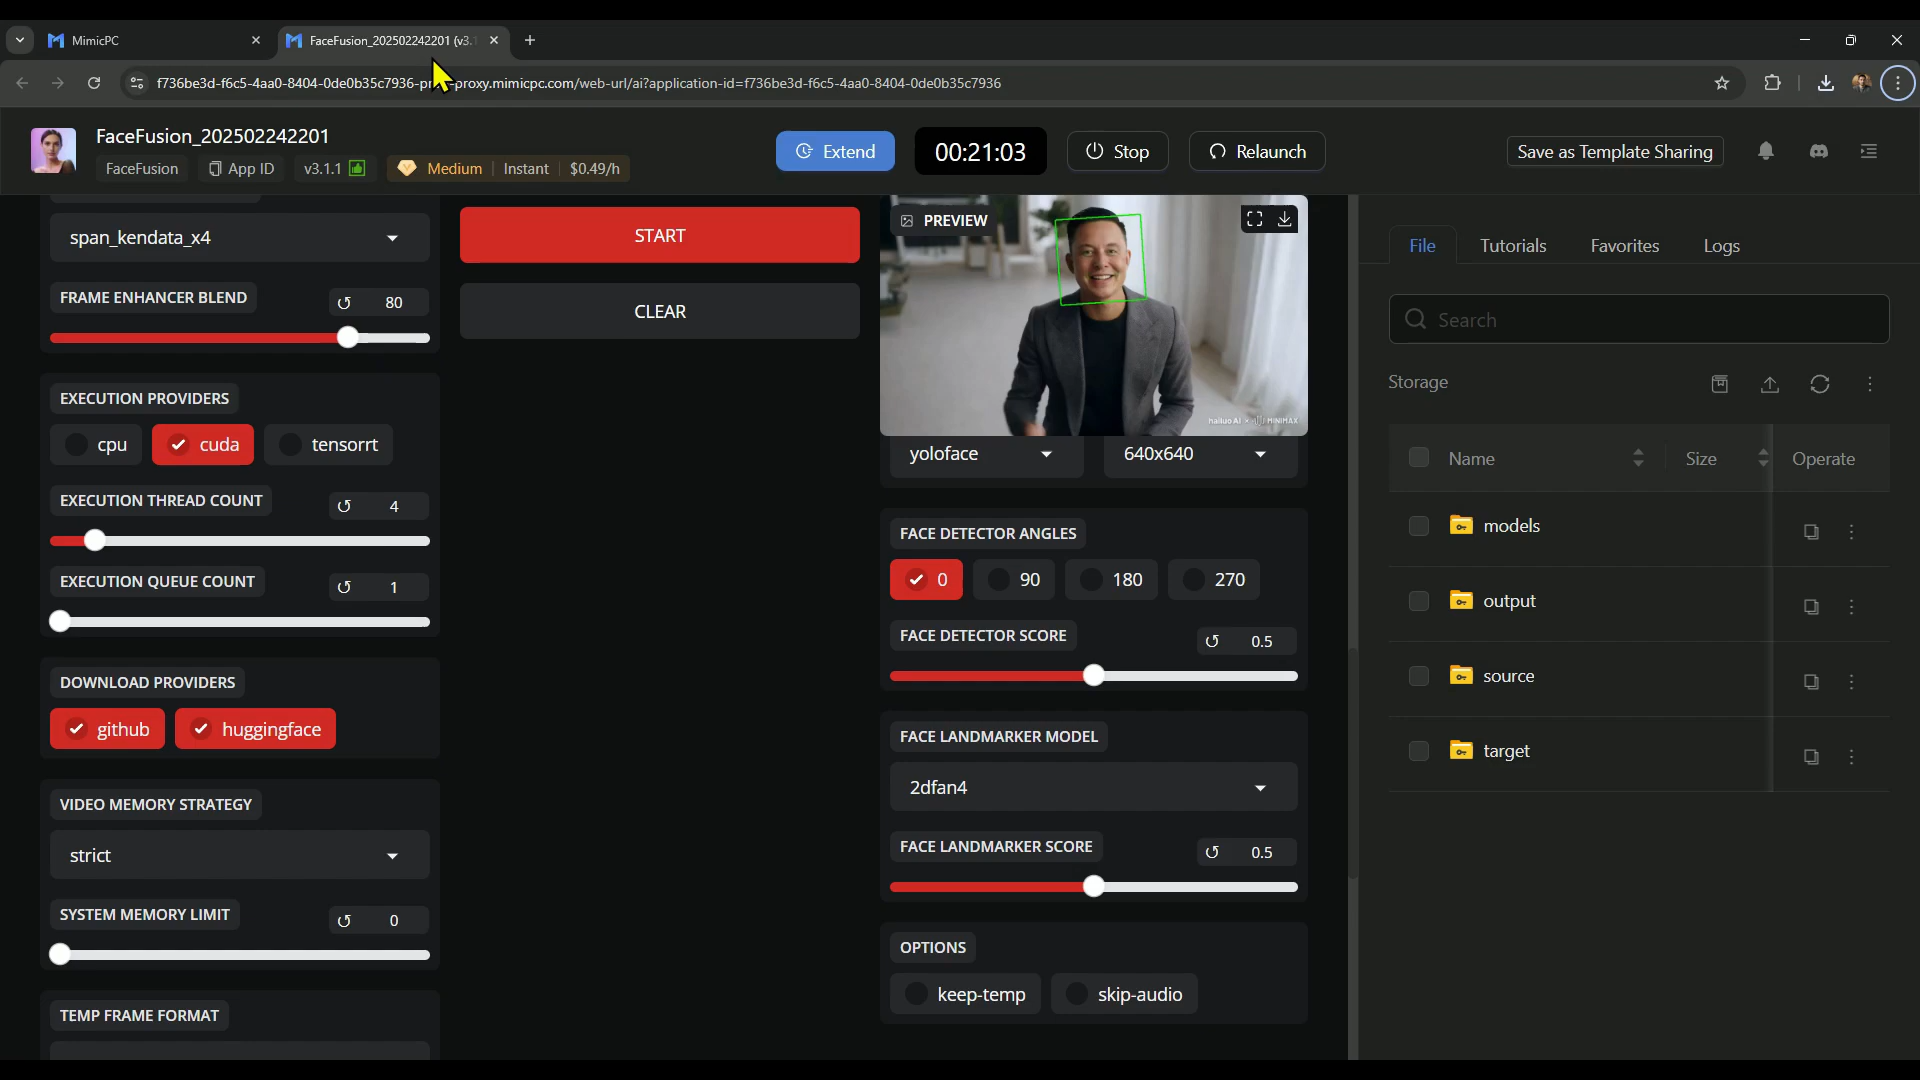 MimicPC
FaceFusion_202502242201 (v3.1
f736be3d-f6c5-4aa0-8404-0de0b35c7936-pr proxy.mimicpc.com/web-url/ai?application-id=f736be3d-f6c5-4aa0-8404-0de0b35c7936
FaceFusion_202502242201
FaceFusion
App ID
v3.1.1
Medium
Instant
$0.49/h
Extend
00:21:03
Stop
Relaunch
Save as Template Sharing
span_kendata_x4
FRAME ENHANCER BLEND
80
EXECUTION PROVIDERS
cpu
cuda
tensorrt
EXECUTION THREAD COUNT
4
EXECUTION QUEUE COUNT
1
DOWNLOAD PROVIDERS
github
huggingface
VIDEO MEMORY STRATEGY
strict
SYSTEM MEMORY LIMIT
0
TEMP FRAME FORMAT
START
CLEAR
PREVIEW
hailuo AI × MINIMAX
yoloface
640x640
FACE DETECTOR ANGLES
0
90
180
270
FACE DETECTOR SCORE
0.5
FACE LANDMARKER MODEL
2dfan4
FACE LANDMARKER SCORE
0.5
OPTIONS
keep-temp
skip-audio
File
Tutorials
Favorites
Logs
Search
Storage
Name
Size
Operate
models
output
source
target